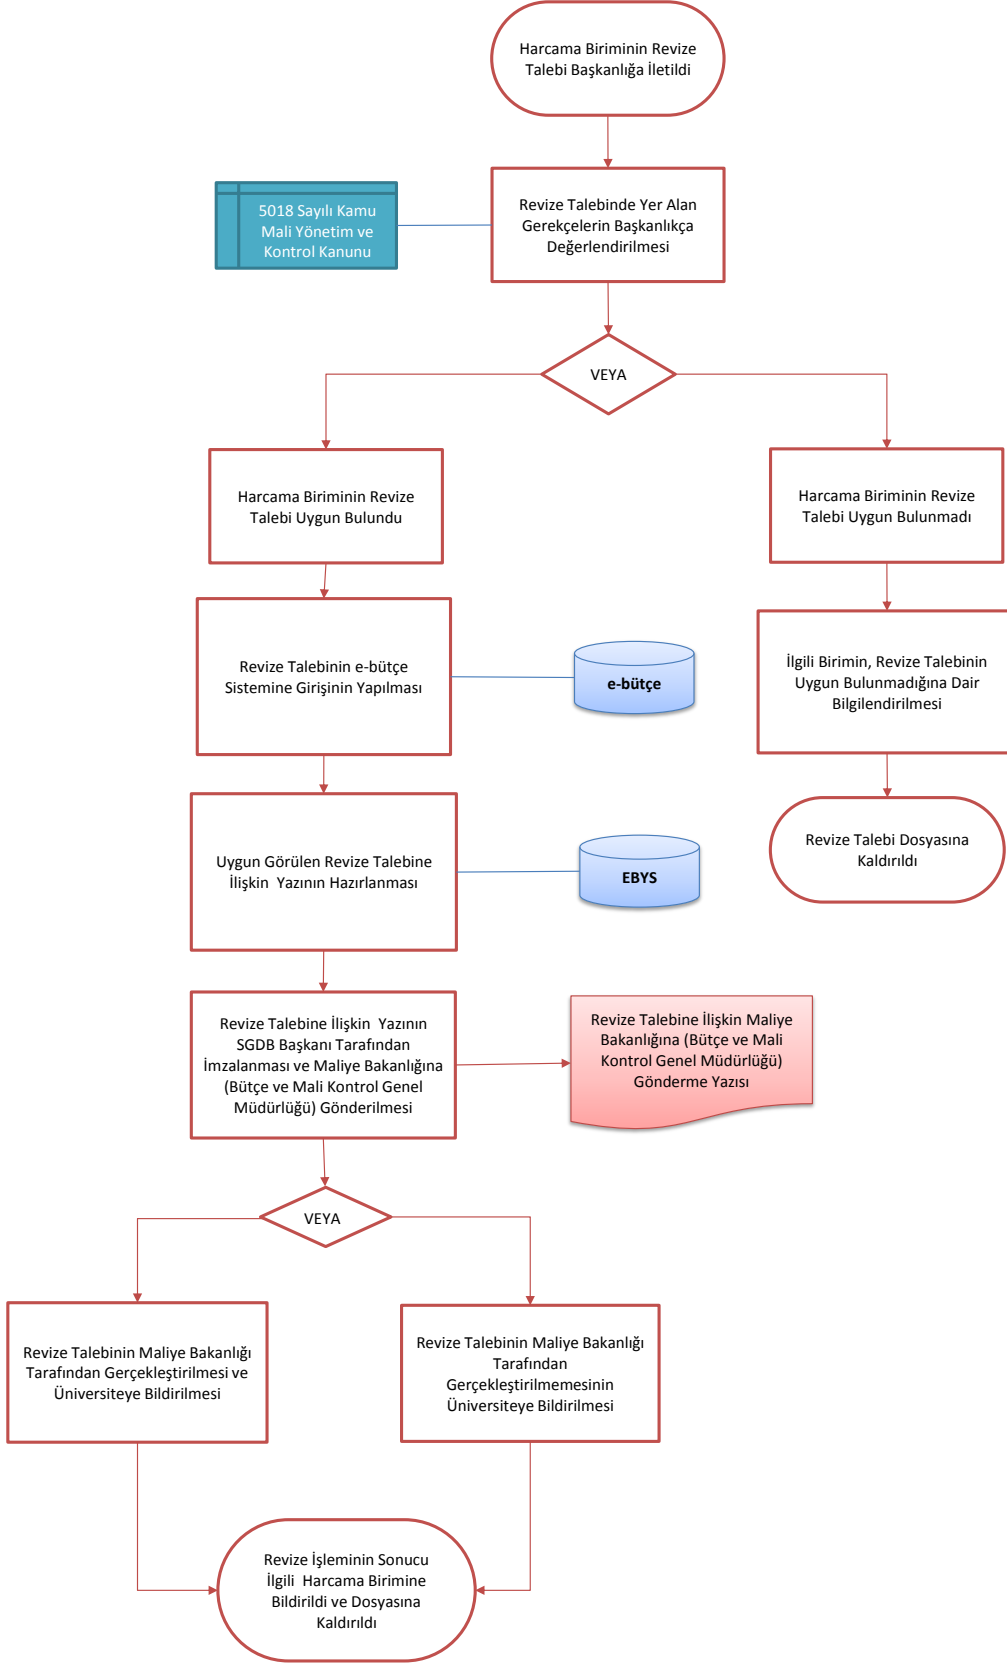 Harcama Biriminin Revize
Talebi Başkanlığa İletildi
5018 Sayılı Kamu
Mali Yönetim ve
Kontrol Kanunu
Revize Talebinde Yer Alan
Gerekçelerin Başkanlıkça
Değerlendirilmesi
VEYA
Harcama Biriminin Revize
Talebi Uygun Bulundu
Harcama Biriminin Revize
Talebi Uygun Bulunmadı
Revize Talebinin e-bütçe
Sistemine Girişinin Yapılması
e-bütçe
İlgili Birimin, Revize Talebinin
Uygun Bulunmadığına Dair
Bilgilendirilmesi
Uygun Görülen Revize Talebine
İlişkin Yazının Hazırlanması
EBYS
Revize Talebi Dosyasına
Kaldırıldı
Revize Talebine İlişkin Yazının
SGDB Başkanı Tarafından
İmzalanması ve Maliye Bakanlığına
(Bütçe ve Mali Kontrol Genel
Müdürlüğü) Gönderilmesi
Revize Talebine İlişkin Maliye
Bakanlığına (Bütçe ve Mali
Kontrol Genel Müdürlüğü)
Gönderme Yazısı
VEYA
Revize Talebinin Maliye Bakanlığı
Tarafından Gerçekleştirilmesi ve
Üniversiteye Bildirilmesi
Revize Talebinin Maliye Bakanlığı
Tarafından
Gerçekleştirilmemesinin
Üniversiteye Bildirilmesi
Revize İşleminin Sonucu
İlgili Harcama Birimine
Bildirildi ve Dosyasına
Kaldırıldı